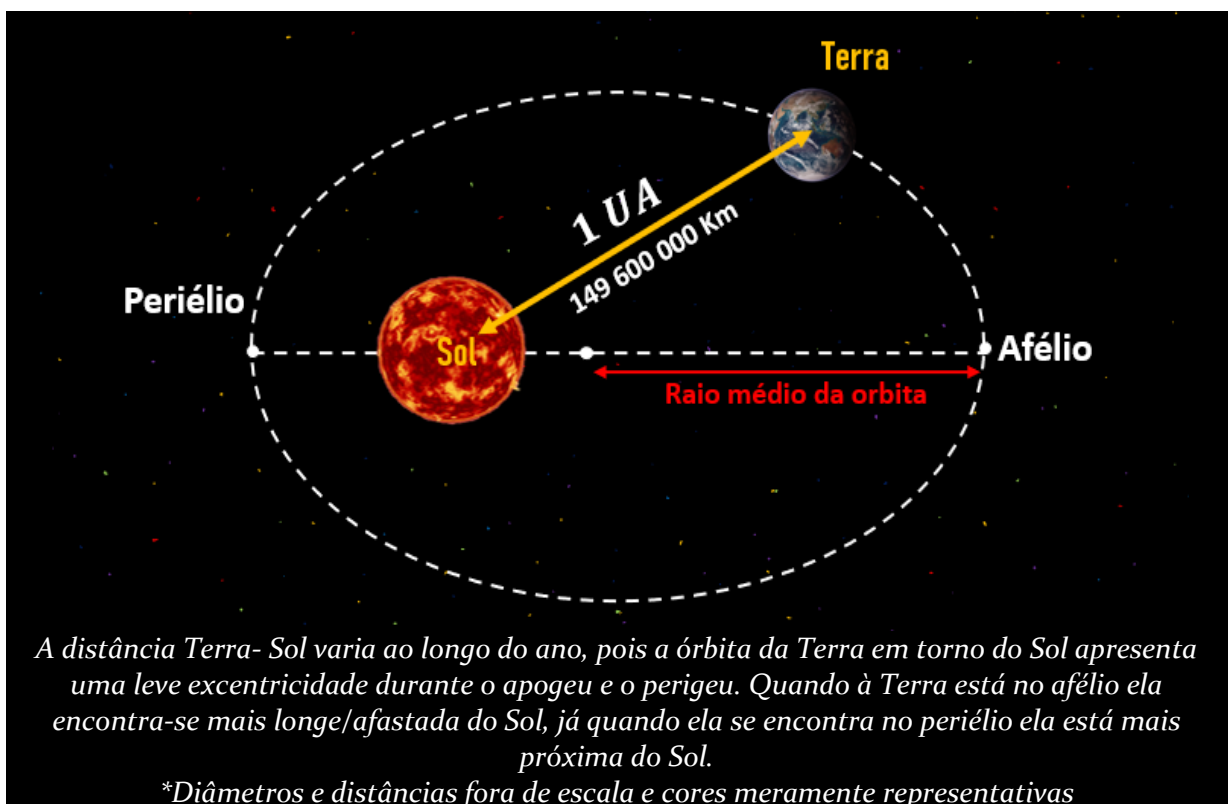 Terra
1 UA
149 600 000 Km
Periélio
Sol
Afélio
Raio médio da orbita
A distância Terra- Sol varia ao longo do ano, pois a órbita da Terra em torno do Sol apresenta
uma leve excentricidade durante o apogeu e o perigeu. Quando à Terra está no afélio ela
encontra-se mais longe/afastada do Sol, já quando ela se encontra no periélio ela está mais
próxima do Sol.
*Diâmetros e distâncias fora de escala e cores meramente representativas